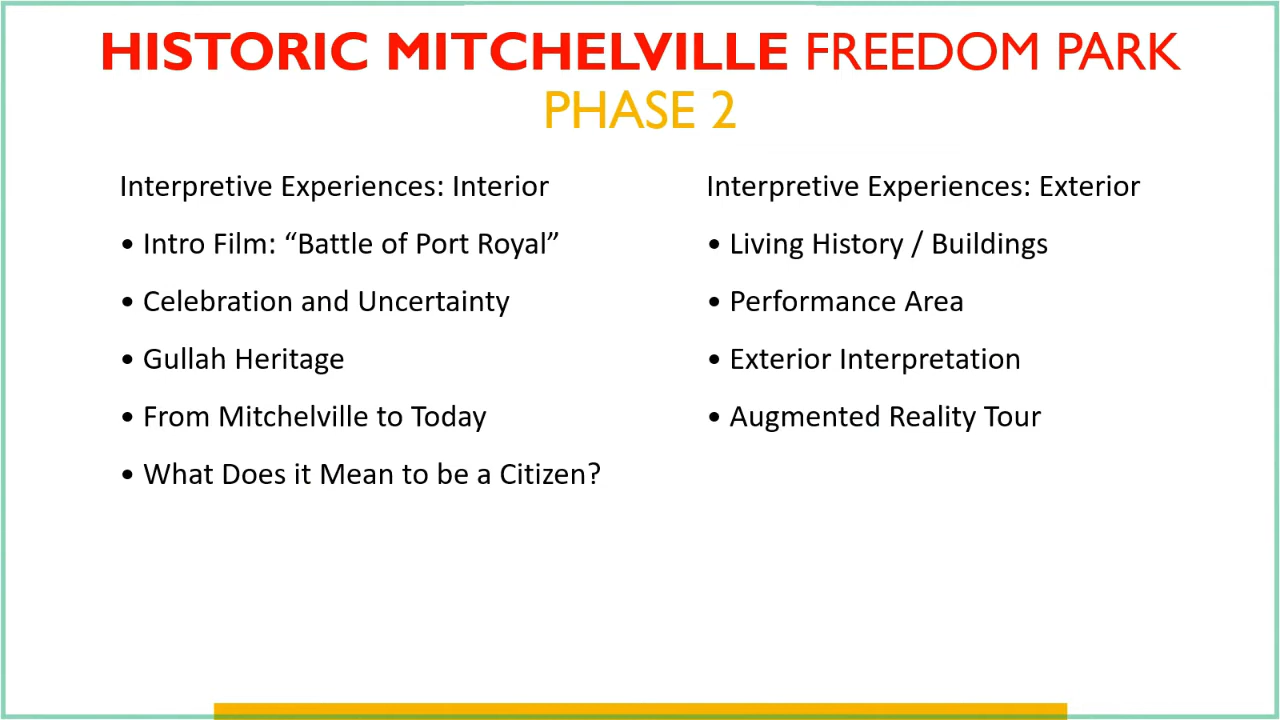 HISTORIC MITCHELVILLE FREEDOM PARK
PHASE 2
Interpretive Experiences: Interior
• Intro Film: “Battle of Port Royal”
• Celebration and Uncertainty
• Gullah Heritage
• From Mitchelville to Today
• What Does it Mean to be a Citizen?
Interpretive Experiences: Exterior
• Living History / Buildings
• Performance Area
• Exterior Interpretation
• Augmented Reality Tour